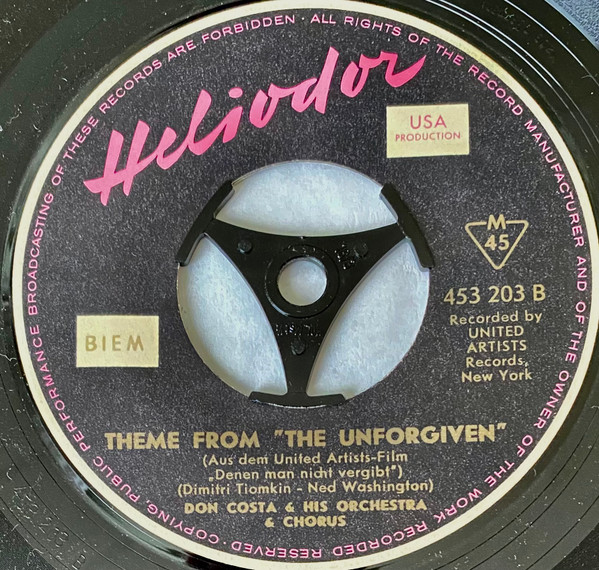 ALL RIGHTS OF THE RECORD MANUFACTURER AND OF THE OWNER OF THE WORK RECORDED RESERVED · COPYING, PUBLIC PERFORMANCE BROADCASTING OF THESE RECORDS ARE FORBIDDEN ·
Heliodor
USA
PRODUCTION
M
45
453 203 B
Recorded by
UNITED
ARTISTS
Records,
New York
BIEM
THEME FROM "THE UNFORGIVEN"
(Aus dem United Artists-Film
„Denen man nicht vergibt")
(Dimitri Tiomkin - Ned Washington)
DON COSTA & HIS ORCHESTRA
& CHORUS